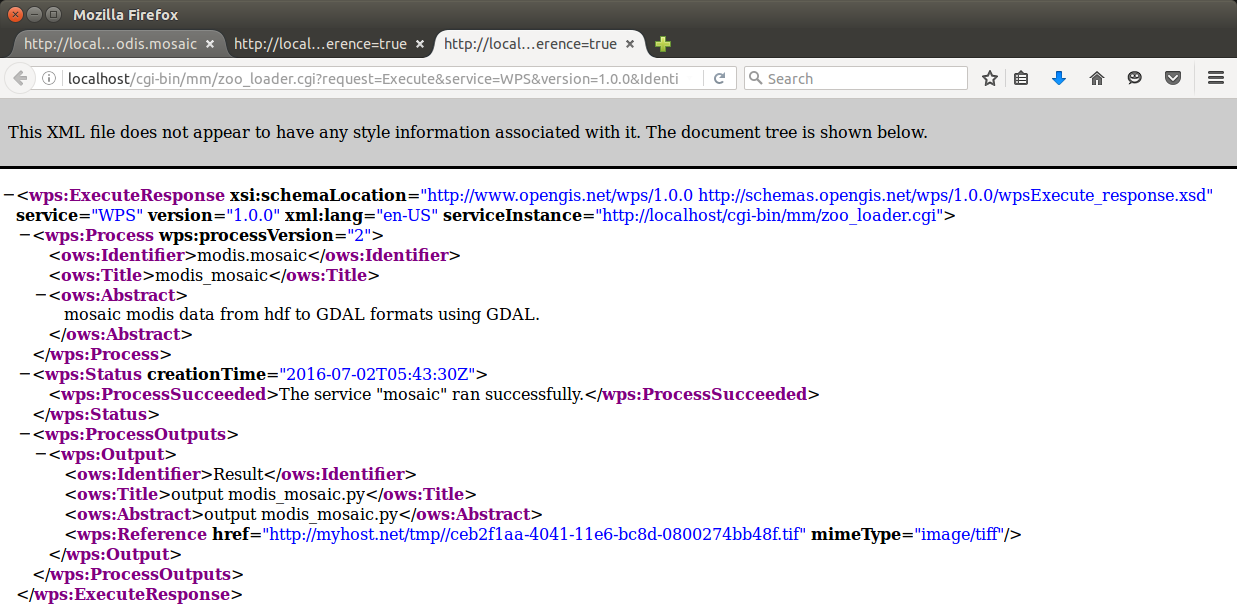 Mozilla Firefox
http://local...odis.mosaic × http://local...erence=true × http://local...erence=true ×
localhost/cgi-bin/mm/zoo_loader.cgi?request=Execute&service=WPS&version=1.0.0&Identi Search
This XML file does not appear to have any style information associated with it. The document tree is shown below.
−<wps:ExecuteResponse xsi:schemaLocation="http://www.opengis.net/wps/1.0.0 http://schemas.opengis.net/wps/1.0.0/wpsExecute_response.xsd"
service="WPS" version="1.0.0" xml:lang="en-US" serviceInstance="http://localhost/cgi-bin/mm/zoo_loader.cgi">
−<wps:Process wps:processVersion="2">
<ows:Identifier>modis.mosaic</ows:Identifier>
<ows:Title>modis_mosaic</ows:Title>
−<ows:Abstract>
mosaic modis data from hdf to GDAL formats using GDAL.
</ows:Abstract>
</wps:Process>
−<wps:Status creationTime="2016-07-02T05:43:30Z">
<wps:ProcessSucceeded>The service "mosaic" ran successfully.</wps:ProcessSucceeded>
</wps:Status>
−<wps:ProcessOutputs>
−<wps:Output>
<ows:Identifier>Result</ows:Identifier>
<ows:Title>output modis_mosaic.py</ows:Title>
<ows:Abstract>output modis_mosaic.py</ows:Abstract>
<wps:Reference href="http://myhost.net/tmp//ceb2f1aa-4041-11e6-bc8d-0800274bb48f.tif" mimeType="image/tiff"/>
</wps:Output>
</wps:ProcessOutputs>
</wps:ExecuteResponse>